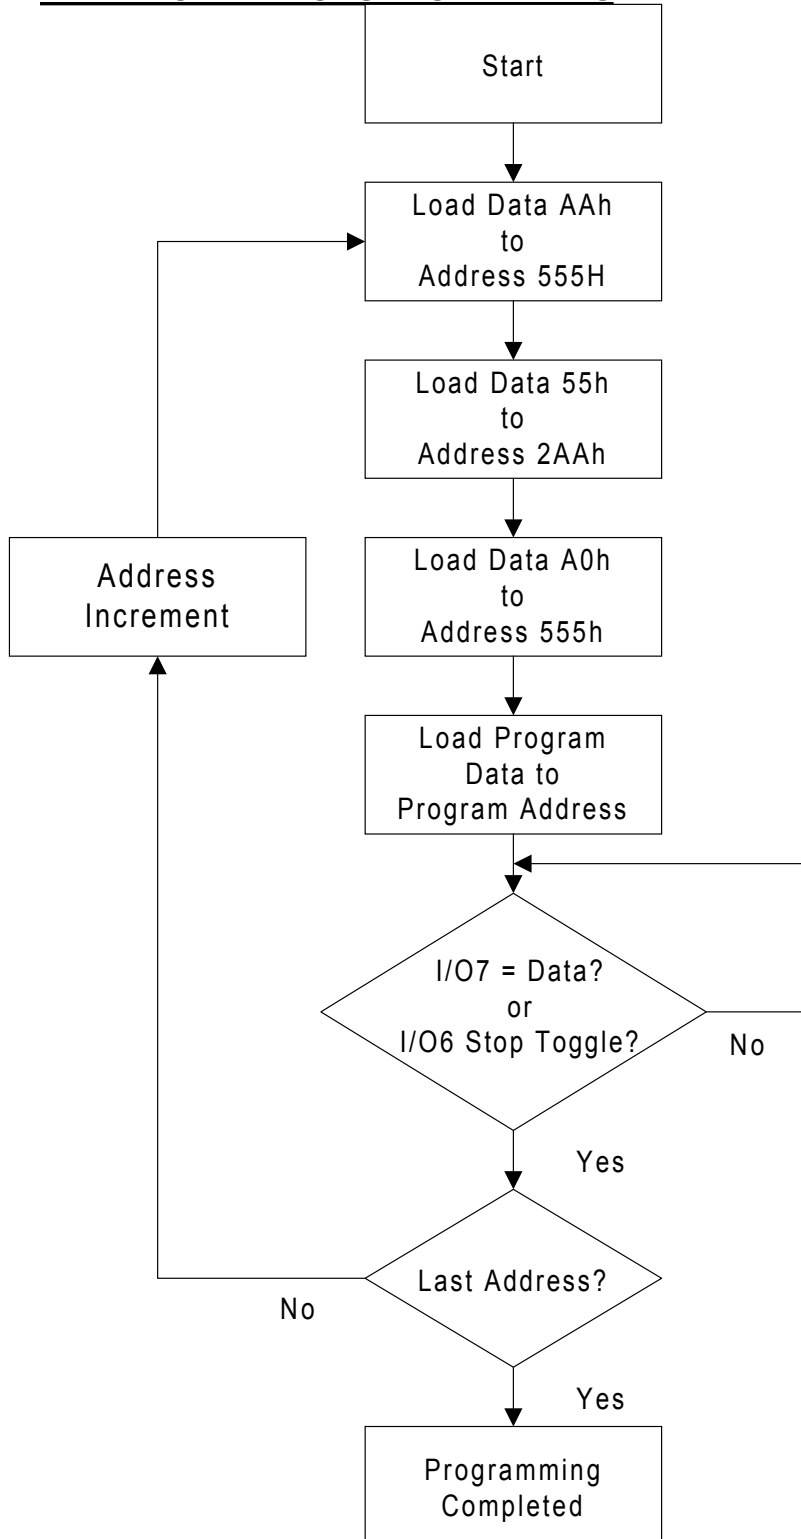 Start
Load Data AAh
to
Address 555H
Load Data 55h
to
Address 2AAh
Address
Increment
Load Data A0h
to
Address 555h
Load Program
Data to
Program Address
I/O7 = Data?
or
I/O6 Stop Toggle?
No
Yes
Last Address?
No
Yes
Programming
Completed